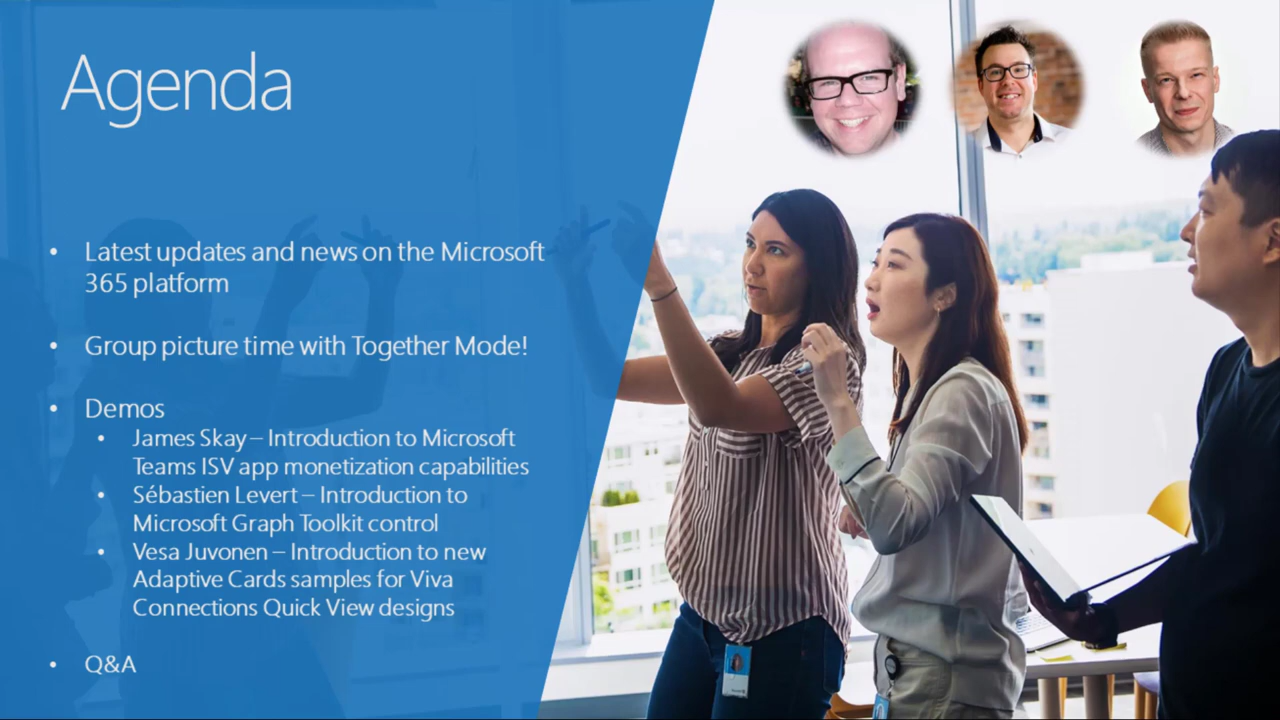 Agenda
• Latest updates and news on the Microsoft
365 platform
• Group picture time with Together Mode!
• Demos
• James Skay – Introduction to Microsoft
Teams ISV app monetization capabilities
• Sébastien Levert – Introduction to
Microsoft Graph Toolkit control
• Vesa Juvonen – Introduction to new
Adaptive Cards samples for Viva
Connections Quick View designs
• Q&A